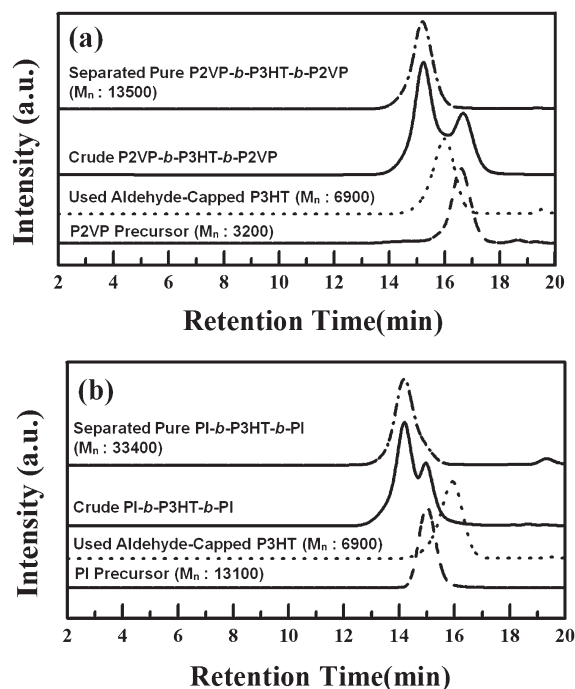 (a)
Separated Pure P2VP-b-P3HT-b-P2VP
(Mn : 13500)
Crude P2VP-b-P3HT-b-P2VP
Used Aldehyde-Capped P3HT (Mn : 6900)
P2VP Precursor (Mn : 3200)
Intensity (a.u.)
2 4 6 8 10 12 14 16 18 20
Retention Time(min)
(b)
Separated Pure PI-b-P3HT-b-PI
(Mn : 33400)
Crude PI-b-P3HT-b-PI
Used Aldehyde-Capped P3HT (Mn : 6900)
PI Precursor (Mn : 13100)
Intensity (a.u.)
2 4 6 8 10 12 14 16 18 20
Retention Time(min)